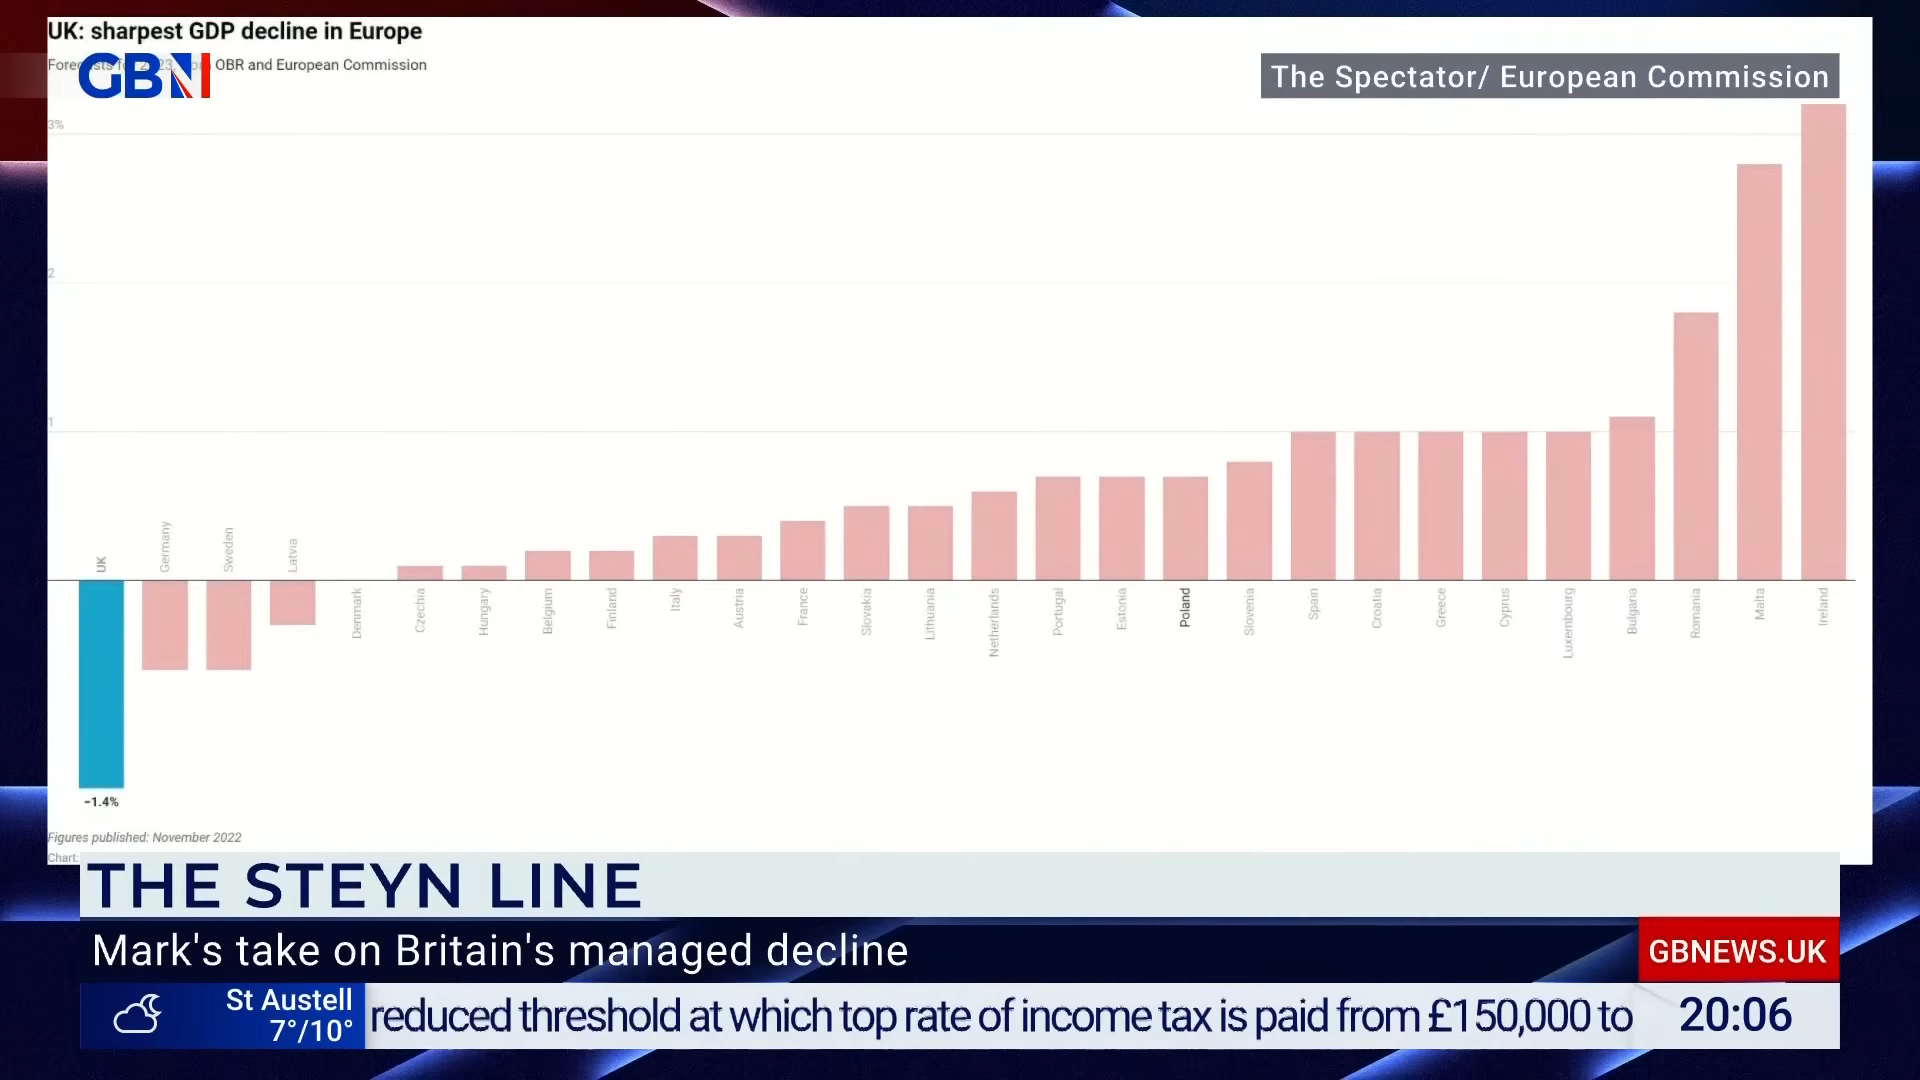 UK: sharpest GDP decline in Europe
OBR and European Commission
GBN
The Spectator/ European Commission
3%
2
1
UK
Germany
Sweden
Latvia
Denmark
Czechia
Hungary
Belgium
Finland
Italy
Austria
France
Slovakia
Lithuania
Netherlands
Portugal
Estonia
Poland
Slovenia
Spain
Croatia
Greece
Cyprus
Luxembourg
Bulgaria
Romania
Malta
Ireland
−1.4%
Figures published: November 2022
Chart:
THE STEYN LINE
Mark's take on Britain's managed decline
GBNEWS.UK
St Austell
7°/10°
reduced threshold at which top rate of income tax is paid from £150,000 to
20:06